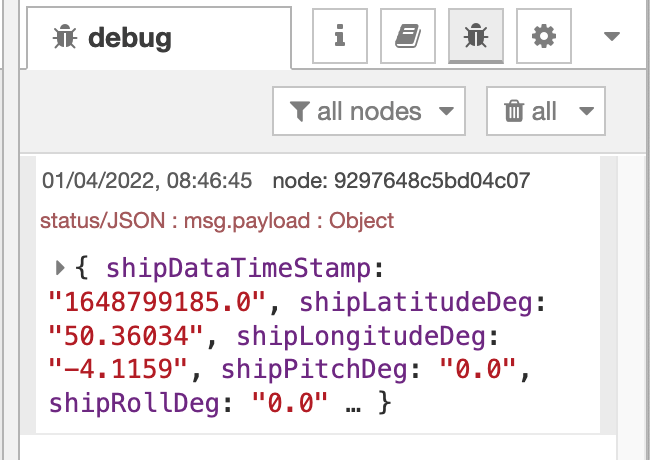 debug
all nodes
all
01/04/2022, 08:46:45 node: 9297648c5bd04c07
status/JSON : msg.payload : Object
{ shipDataTimeStamp:
"1648799185.0", shipLatitudeDeg:
"50.36034", shipLongitudeDeg:
"-4.1159", shipPitchDeg: "0.0",
shipRollDeg: "0.0" … }